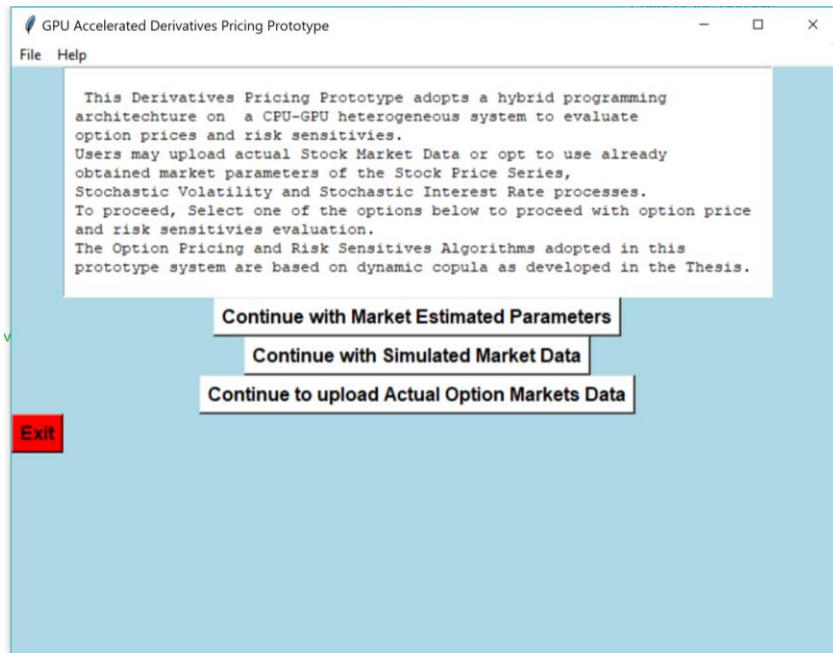 GPU Accelerated Derivatives Pricing Prototype
File Help
This Derivatives Pricing Prototype adopts a hybrid programming
architechture on a CPU-GPU heterogeneous system to evaluate
option prices and risk sensitivies.
Users may upload actual Stock Market Data or opt to use already
obtained market parameters of the Stock Price Series,
Stochastic Volatility and Stochastic Interest Rate processes.
To proceed, Select one of the options below to proceed with option price
and risk sensitivies evaluation.
The Option Pricing and Risk Sensitives Algorithms adopted in this
prototype system are based on dynamic copula as developed in the Thesis.
Continue with Market Estimated Parameters
Continue with Simulated Market Data
Continue to upload Actual Option Markets Data
Exit